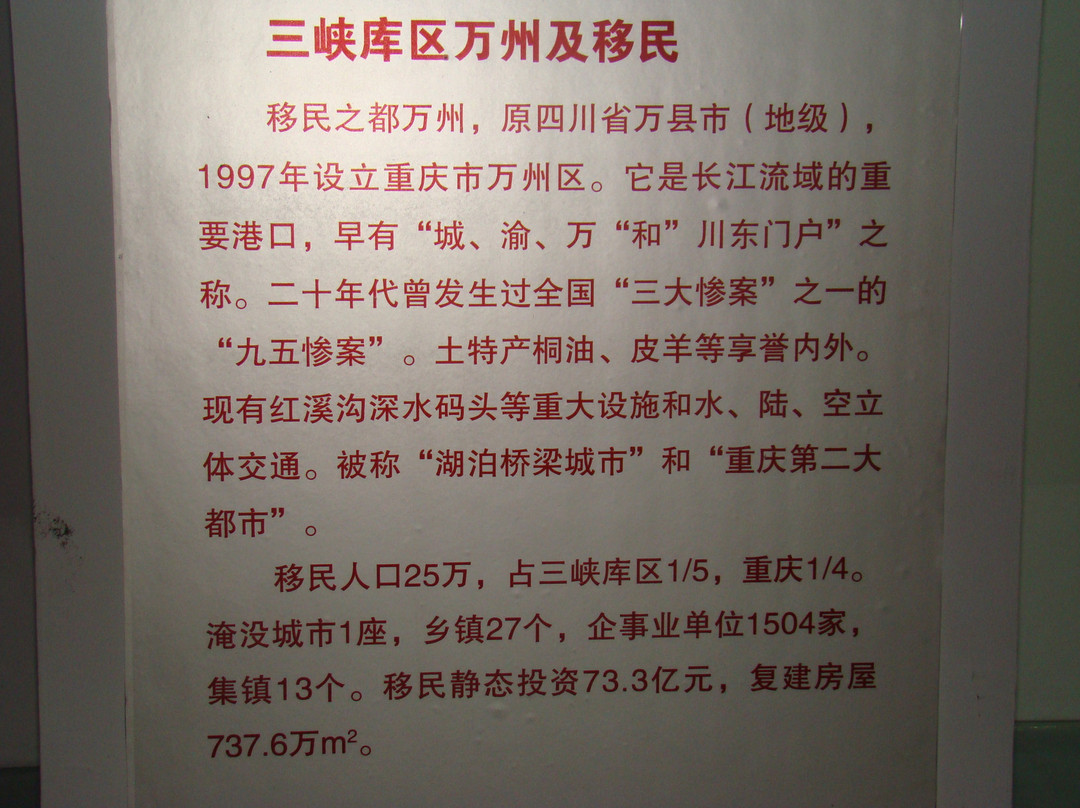 三峡库区万州及移民
移民之都万州，原四川省万县市（地级），
1997年设立重庆市万州区。它是长江流域的重
要港口，早有“城、渝、万“和”川东门户”之
称。二十年代曾发生过全国“三大惨案”之一的
“九五惨案”。土特产桐油、皮羊等享誉内外。
现有红溪沟深水码头等重大设施和水、陆、空立
体交通。被称“湖泊桥梁城市”和“重庆第二大
都市”。
移民人口25万，占三峡库区1/5，重庆1/4。
淹没城市1座，乡镇27个，企事业单位1504家，
集镇13个。移民静态投资73.3亿元，复建房屋
737.6万m²。